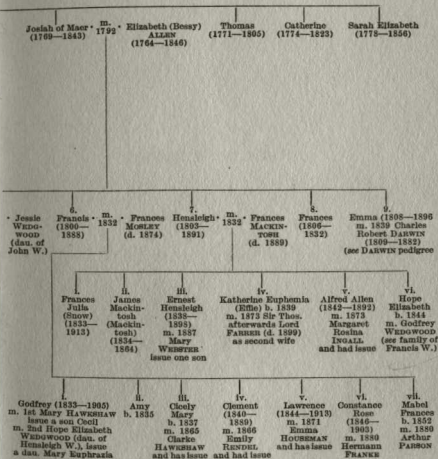 Josiah of Maer · m. · Elizabeth (Bessy) Thomas Catherine Sarah Elizabeth
(1769—1843) 1792 ALLEN (1771—1805) (1774—1823) (1778—1856)
(1764—1846)
6. 7. 8. 9.
· Jessie Francis · m. · Frances Hensleigh · m. · Frances Frances Emma (1808—1896
WEDG- (1800— 1832 MOSLEY (1803— 1832 MACKIN- (1806— m. 1839 Charles
WOOD 1888) (d. 1874) 1891) TOSH 1832) Robert DARWIN
(dau. of (d. 1889) (1809—1882)
John W.) (see DARWIN pedigree
i. ii. iii. iv. v. vi.
Frances James Ernest Katherine Euphemia Alfred Allen Hope
Julia Mackin- Hensleigh (Effie) b. 1839 (1842—1892) Elizabeth
(Snow) tosh (1838— m. 1873 Sir Thos. m. 1873 b. 1844
(1833— (Mackin- 1898) afterwards Lord Margaret m. Godfrey
1913) tosh) m. 1887 FARRER (d. 1899) Rosina WEDGWOOD
(1834— Mary as second wife INGALL (see family of
1864) WEBSTER and had issue Francis W.)
issue one son
i. ii. iii. iv. v. vi. vii.
Godfrey (1833—1905) Amy Cicely Clement Lawrence Constance Mabel
m. 1st Mary HAWKSHAW b. 1835 Mary (1840— (1844—1913) Rose Frances
issue a son Cecil b. 1837 1889) m. 1871 (1846— b. 1852
m. 2nd Hope Elizabeth m. 1865 m. 1866 Emma 1903) m. 1880
WEDGWOOD (dau. of Clarke Emily HOUSEMAN m. 1880 Arthur
Hensleigh W.), issue HAWKSHAW RENDEL and has issue Hermann PARSON
a dau. Mary Euphrazia and has issue and had issue FRANKE